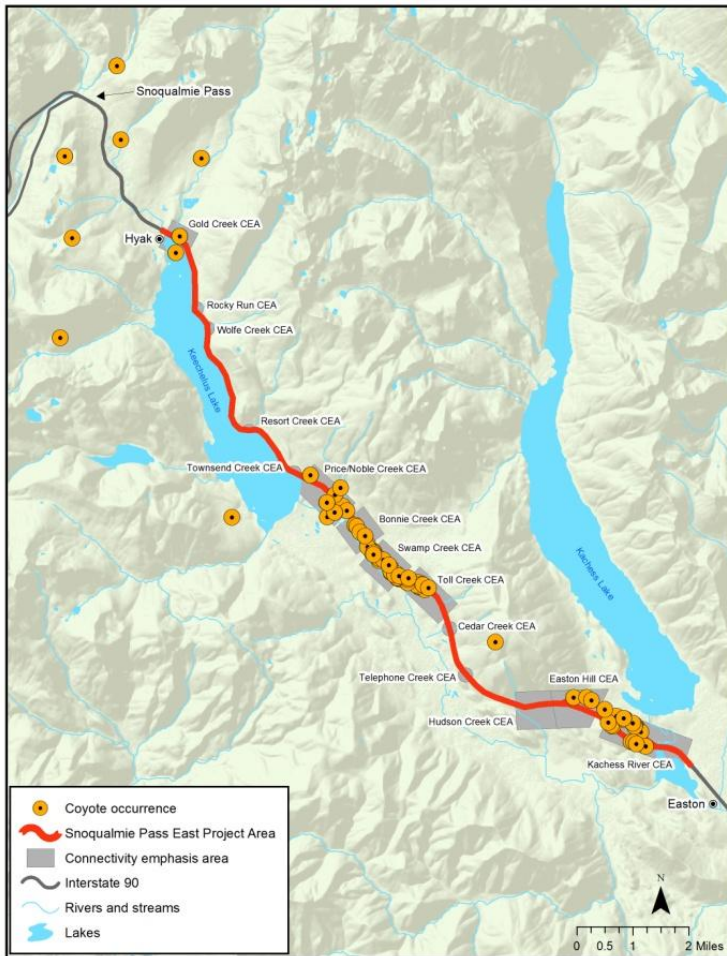 Snoqualmie Pass
Gold Creek CEA
Hyak
Rocky Run CEA
Wolfe Creek CEA
Keechelus Lake
Resort Creek CEA
Townsend Creek CEA
Price/Noble Creek CEA
Bonnie Creek CEA
Swamp Creek CEA
Kachess Lake
Toll Creek CEA
Cedar Creek CEA
Telephone Creek CEA
Easton Hill CEA
Hudson Creek CEA
Kachess River CEA
Easton
Coyote occurrence
Snoqualmie Pass East Project Area
Connectivity emphasis area
Interstate 90
Rivers and streams
Lakes
N
0 0.5 1 2 Miles